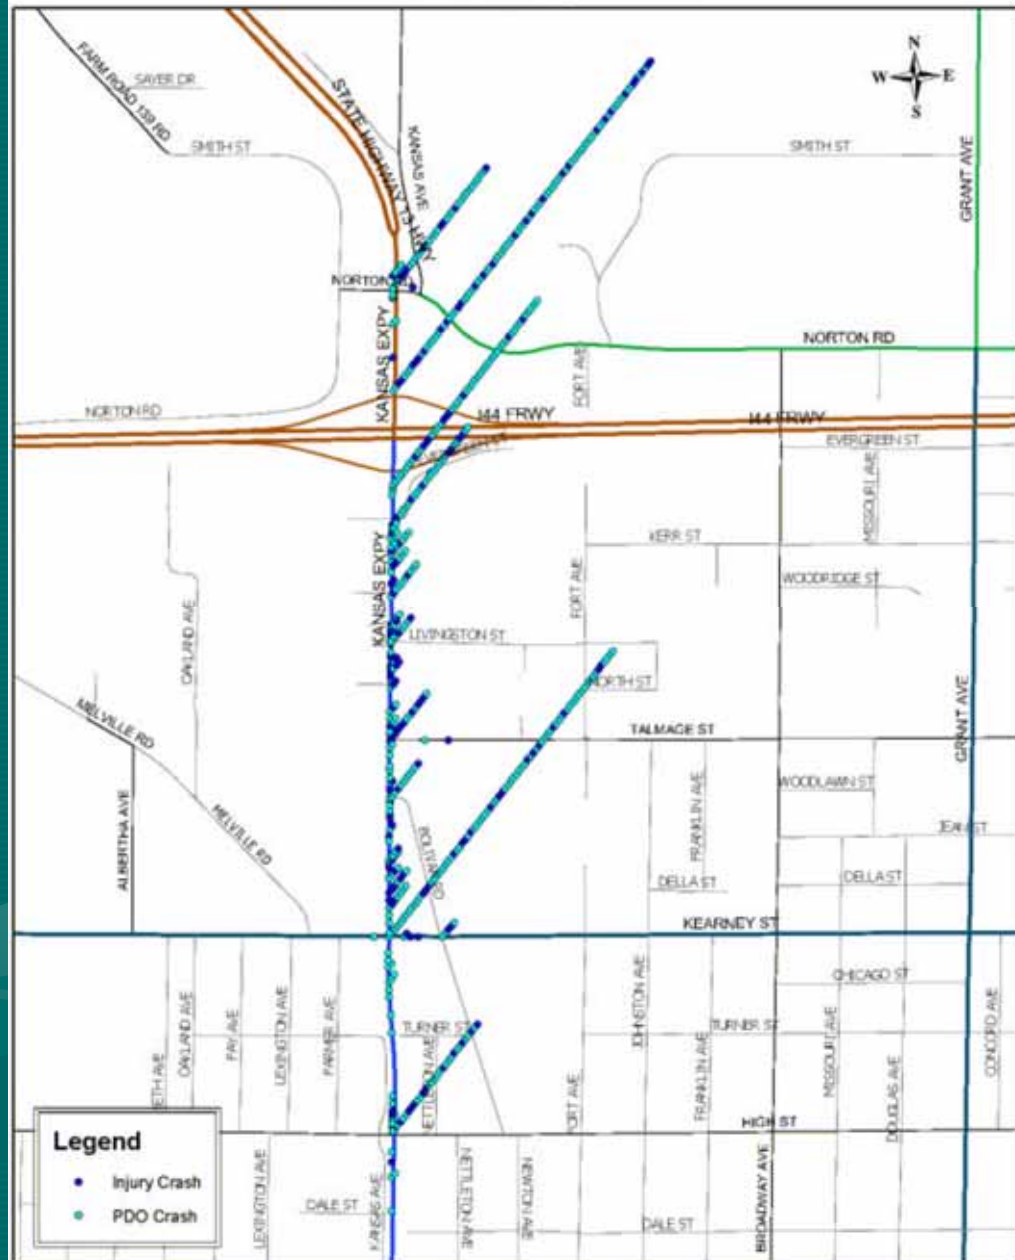 N
W E
S
FARM ROAD 139 RD
SAYER DR
STATE HIGHWAY 13 HWY
KANSAS AVE
SMITH ST
SMITH ST
GRANT AVE
KANSAS EXPY
NORTON RD
NORTON RD
FORT AVE
NORTON RD
I44 FRWY
I44 FRWY
EVERGREEN ST
MISSOURI AVE
KANSAS EXPY
KERR ST
WOODRIDGE ST
OAKLAND AVE
FORT AVE
LIVINGSTON ST
NORTH ST
GRANT AVE
MELVILLE RD
TALMAGE ST
WOODLAWN ST
ALBERTHA AVE
MELVILLE RD
FRANKLIN AVE
JEAN ST
DELLA ST
DELLA ST
KEARNEY ST
CHICAGO ST
OAKLAND AVE
FAY AVE
LEXINGTON AVE
FARMER AVE
TURNER ST
NETTLETON AVE
FORT AVE
JOHNSTON AVE
FRANKLIN AVE
TURNER ST
MISSOURI AVE
DOUGLAS AVE
CONCORD AVE
HIGH ST
Legend
Injury Crash
PDO Crash
LEXINGTON AVE
DALE ST
KANSAS AVE
NETTLETON AVE
NEWTON AVE
DALE ST
BROADWAY AVE